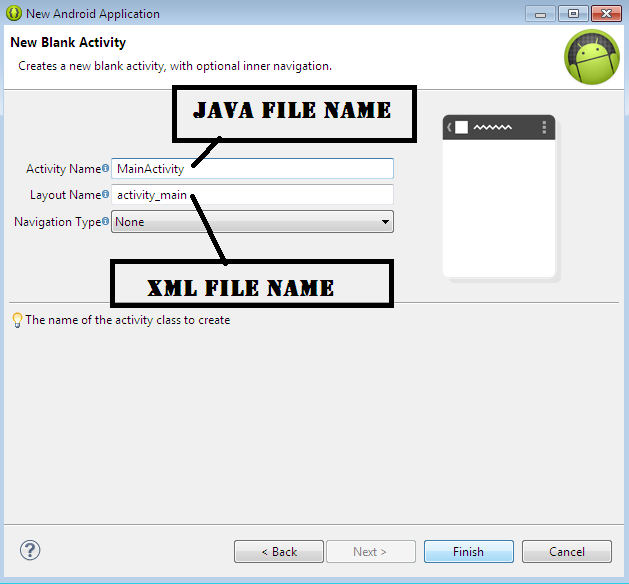 New Android Application
New Blank Activity
Creates a new blank activity, with optional inner navigation.
JAVA FILE NAME
Activity Name MainActivity
Layout Name activity_main
Navigation Type None
XML FILE NAME
The name of the activity class to create
? < Back Next > Finish Cancel